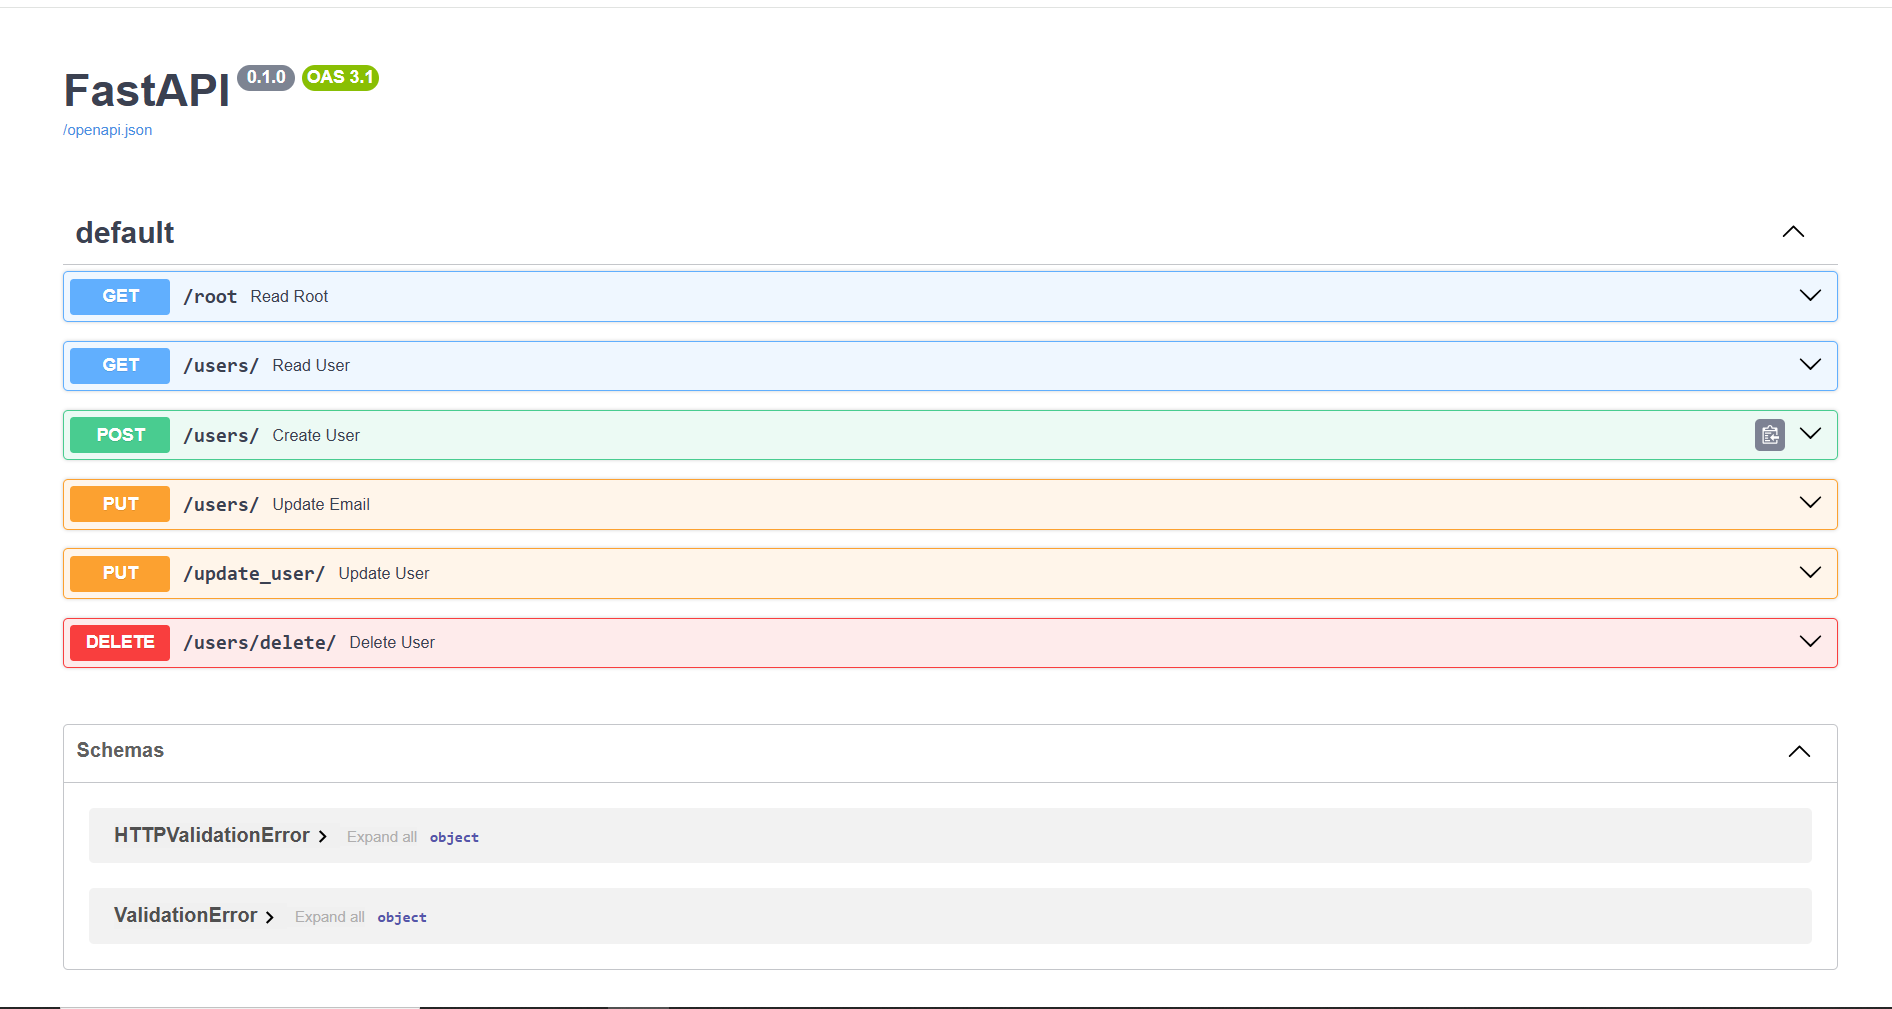 FastAPI 0.1.0 OAS 3.1
/openapi.json
default
GET /root Read Root
GET /users/ Read User
POST /users/ Create User
PUT /users/ Update Email
PUT /update_user/ Update User
DELETE /users/delete/ Delete User
Schemas
HTTPValidationError Expand all object
ValidationError Expand all object